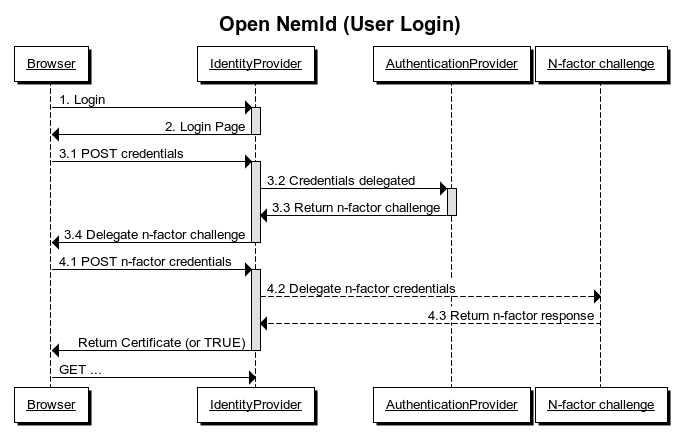 Open NemId (User Login)
Browser
IdentityProvider
AuthenticationProvider
N-factor challenge
1. Login
2. Login Page
3.1 POST credentials
3.2 Credentials delegated
3.3 Return n-factor challenge
3.4 Delegate n-factor challenge
4.1 POST n-factor credentials
4.2 Delegate n-factor credentials
4.3 Return n-factor response
Return Certificate (or TRUE)
GET ...
Browser
IdentityProvider
AuthenticationProvider
N-factor challenge